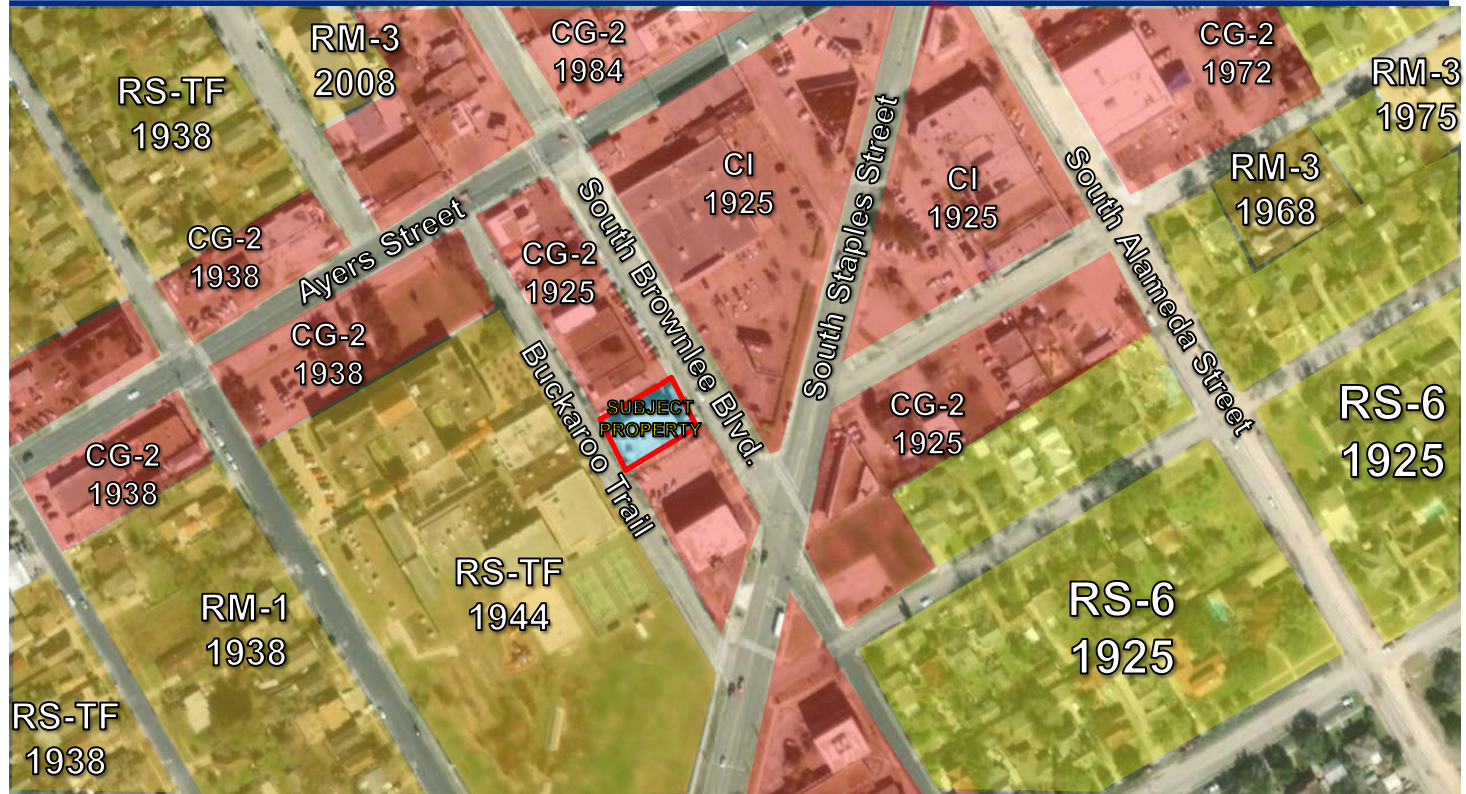 RM-3
2008
CG-2
1984
CG-2
1972
RM-3
1975
RS-TF
1938
CI
1925
CI
1925
RM-3
1968
CG-2
1938
Ayers Street
CG-2
1925
South Brownlee Blvd.
South Staples Street
South Alameda Street
CG-2
1938
Buckaroo Trail
SUBJECT
PROPERTY
CG-2
1925
RS-6
1925
CG-2
1938
RS-TF
1944
RM-1
1938
RS-6
1925
RS-TF
1938